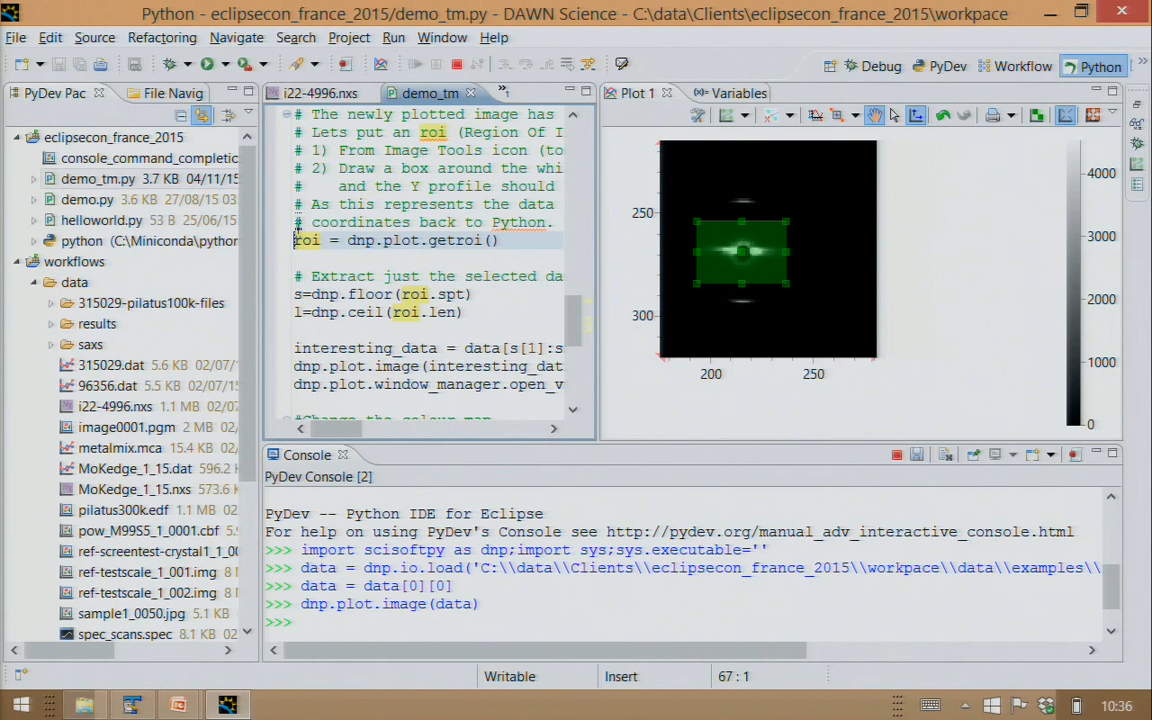 Python - eclipsecon_france_2015/demo_tm.py - DAWN Science - C:\data\Clients\eclipsecon_france_2015\workpace
File Edit Source Refactoring Navigate Search Project Run Window Help
Debug PyDev Workflow Python
PyDev Pac File Navig
eclipsecon_france_2015
console_command_completic
demo_tm.py 3.7 KB 04/11/15
demo.py 3.6 KB 27/08/15 03
helloworld.py 53 B 25/06/15
python (C:\Miniconda\python
workflows
data
315029-pilatus100k-files
results
saxs
315029.dat 5.6 KB 02/07/
96356.dat 5.5 KB 02/07/15
i22-4996.nxs 1.1 MB 02/07
image0001.pgm 2 MB 02/07
metalmix.mca 15.4 KB 02/07
MoKedge_1_15.dat 596.2
MoKedge_1_15.nxs 573.6
pilatus300k.edf 1.1 MB 02/
pow_M99S5_1_0001.cbf 5.
ref-screentest-crystal1_1_00
ref-testscale_1_001.img 8 M
ref-testscale_1_002.img 8 M
sample1_0050.jpg 5.1 KB
spec_scans.spec 8.1 KB 02
i22-4996.nxs demo_tm
# The newly plotted image has
# Lets put an roi (Region Of I
# 1) From Image Tools icon (to
# 2) Draw a box around the whi
# and the Y profile should
# As this represents the data
# coordinates back to Python.
roi = dnp.plot.getroi()
# Extract just the selected da
s=dnp.floor(roi.spt)
l=dnp.ceil(roi.len)
interesting_data = data[s[1]:s
dnp.plot.image(interesting_dat
dnp.plot.window_manager.open_v
#Change the colour map
Plot 1 Variables
250
300
200 250
4000
3000
2000
1000
0
Console
PyDev Console [2]
PyDev -- Python IDE for Eclipse
For help on using PyDev's Console see http://pydev.org/manual_adv_interactive_console.html
>>> import scisoftpy as dnp;import sys;sys.executable=''
>>> data = dnp.io.load('C:\\data\\Clients\\eclipsecon_france_2015\\workpace\\data\\examples\\
>>> data = data[0][0]
>>> dnp.plot.image(data)
>>>
Writable Insert 67 : 1
10:36